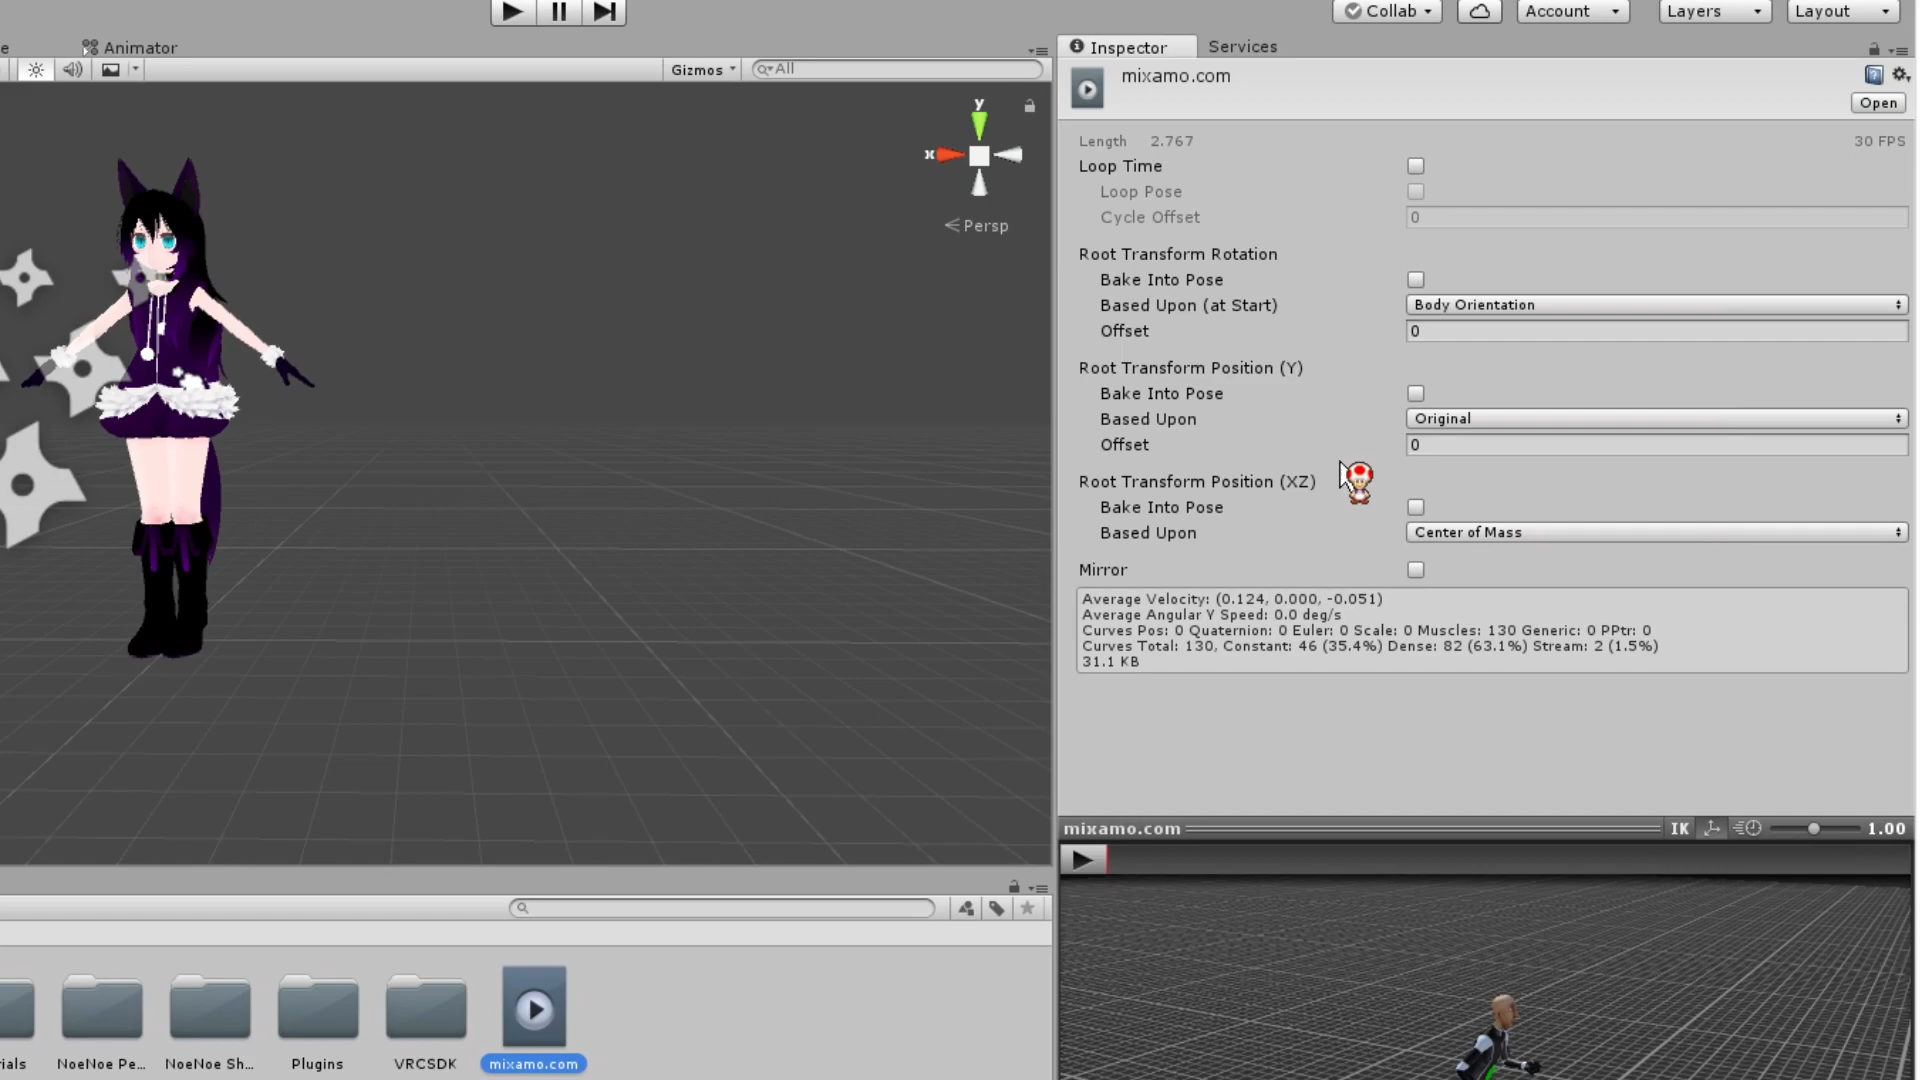 Collab
Account
Layers
Layout
e
Animator
Inspector
Services
Gizmos
All
mixamo.com
Open
y
x
Persp
Length 2.767
30 FPS
Loop Time
Loop Pose
Cycle Offset 0
Root Transform Rotation
Bake Into Pose
Based Upon (at Start) Body Orientation
Offset 0
Root Transform Position (Y)
Bake Into Pose
Based Upon Original
Offset 0
Root Transform Position (XZ)
Bake Into Pose
Based Upon Center of Mass
Mirror
Average Velocity: (0.124, 0.000, -0.051)
Average Angular Y Speed: 0.0 deg/s
Curves Pos: 0 Quaternion: 0 Euler: 0 Scale: 0 Muscles: 130 Generic: 0 PPtr: 0
Curves Total: 130, Constant: 46 (35.4%) Dense: 82 (63.1%) Stream: 2 (1.5%)
31.1 KB
mixamo.com IK 1.00
rials
NoeNoe Pe...
NoeNoe Sh...
Plugins
VRCSDK
mixamo.com